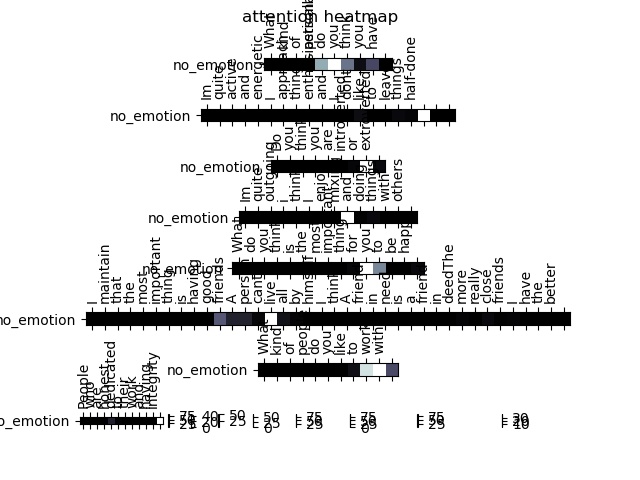 attention heatmap
What kind of personality do you think you have
no_emotion
Im quite active and energetic I approach things enthusiastically and I dont like to leave things half-done
no_emotion
Do you think you are introverted or extroverted
no_emotion
Im quite outgoing I think I enjoy mixing and doing things with others
no_emotion
What do you think is the most important thing for you to be happy
no_emotion
I maintain that the most important thing is having good friends A person cant live all by himself I think A friend in need is a friend in deedThe more really close friends I have the better
no_emotion
What kind of people do you like to work with
no_emotion
People who are honest dedicated to their work and having integrity
no_emotion